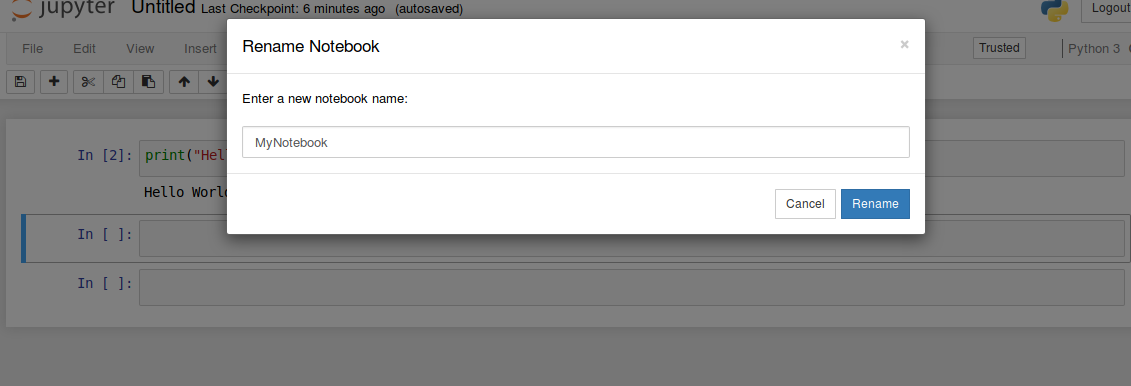 jupyter Untitled Last Checkpoint: 6 minutes ago (autosaved) Logout
Rename Notebook ×
File Edit View Insert Trusted Python 3
Enter a new notebook name:
MyNotebook
In [2]: print("Hel
Hello World
Cancel Rename
In [ ]:
In [ ]: